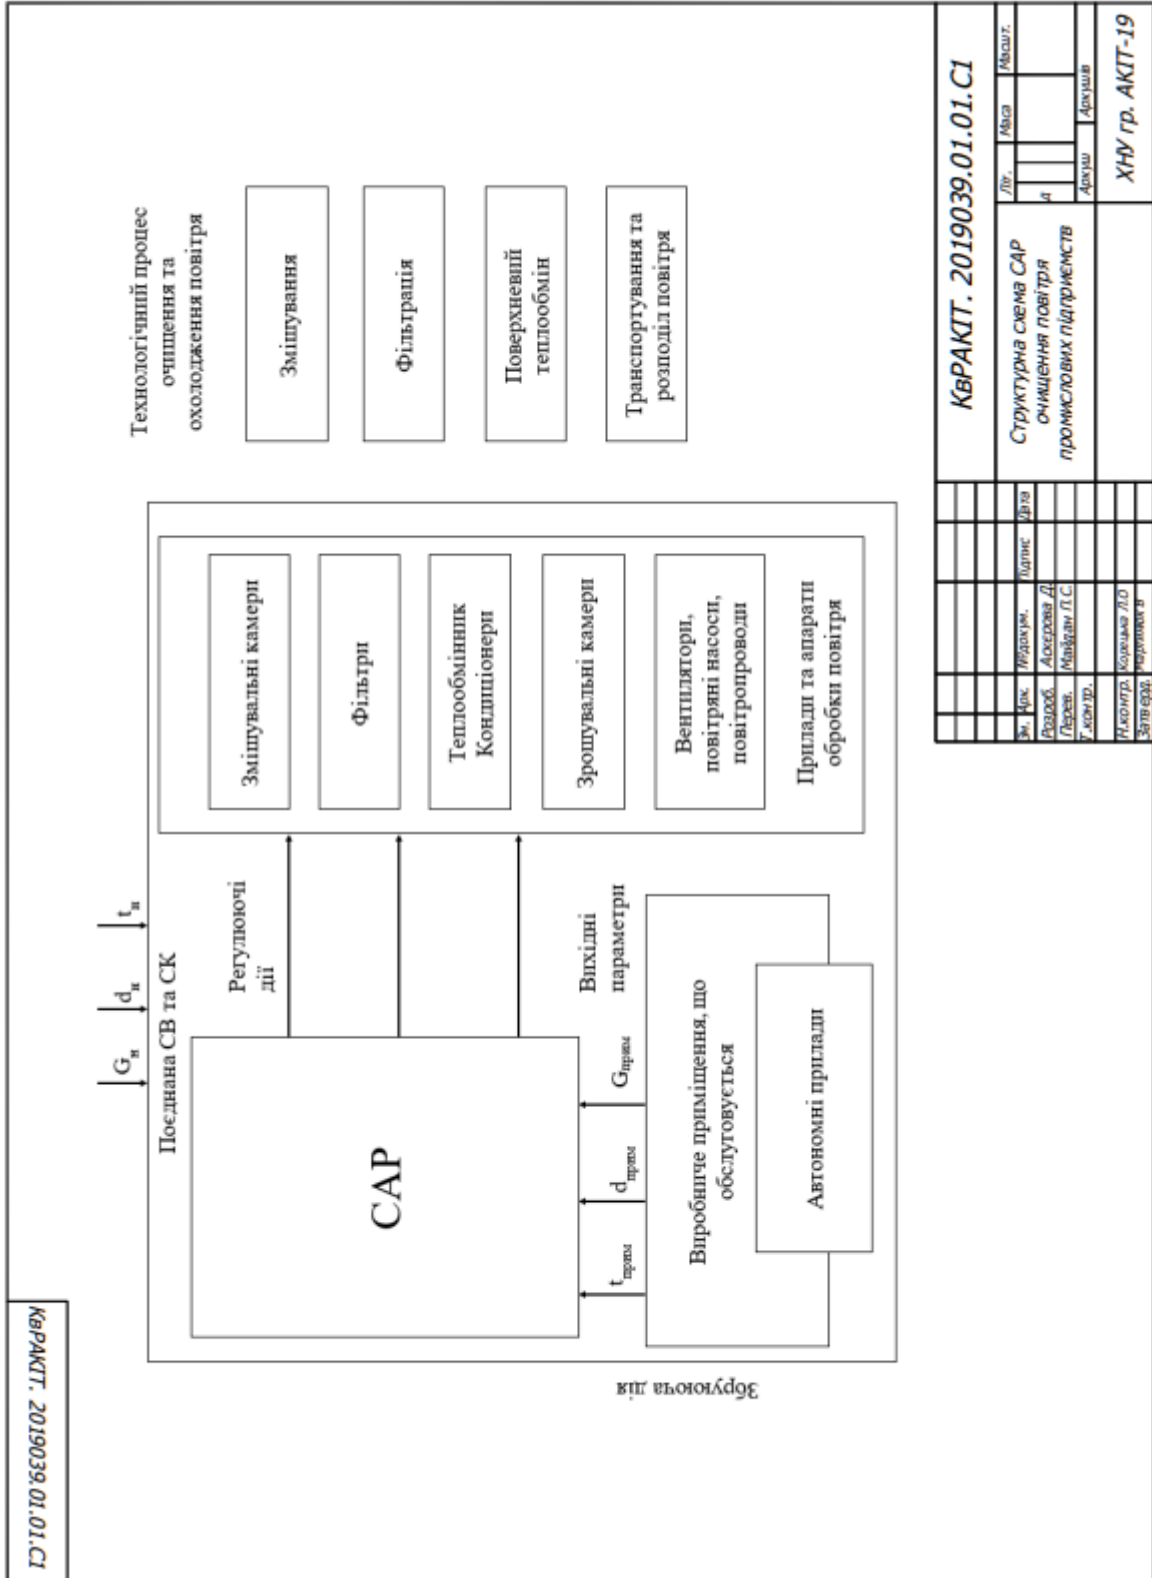 КвРАКІТ. 2019039.01.01.С1
Технологічний процес
очищення та
охолодження повітря
Змішування
Фільтрація
Поверхневий
теплообмін
Транспортування та
розподіл повітря
Gн
dн
tн
Поєднана СВ та СК
САР
Регулюючі
дії
Змішувальні камери
Фільтри
Теплообмінник
Кондиціонери
Зрошувальні камери
Вентилятори,
повітряні насоси,
повітропроводи
Прилади та апарати
обробки повітря
Вихідні
параметри
tприм
dприм
Gприм
Виробниче приміщення, що
обслуговується
Автономні прилади
Збруююча дія
КвРАКІТ. 2019039.01.01.С1
Зм. Арк. №докум. Підпис Дата
Розроб. Аскерова Д.
Перев. Майдан П.С.
Т.контр.
Н.контр. Корецька Л.О
Затверд.
Структурна схема САР
очищення повітря
промислових підприємств
Літ. Маса Масшт.
Д
Аркуш Аркушів
ХНУ гр. АКІТ-19